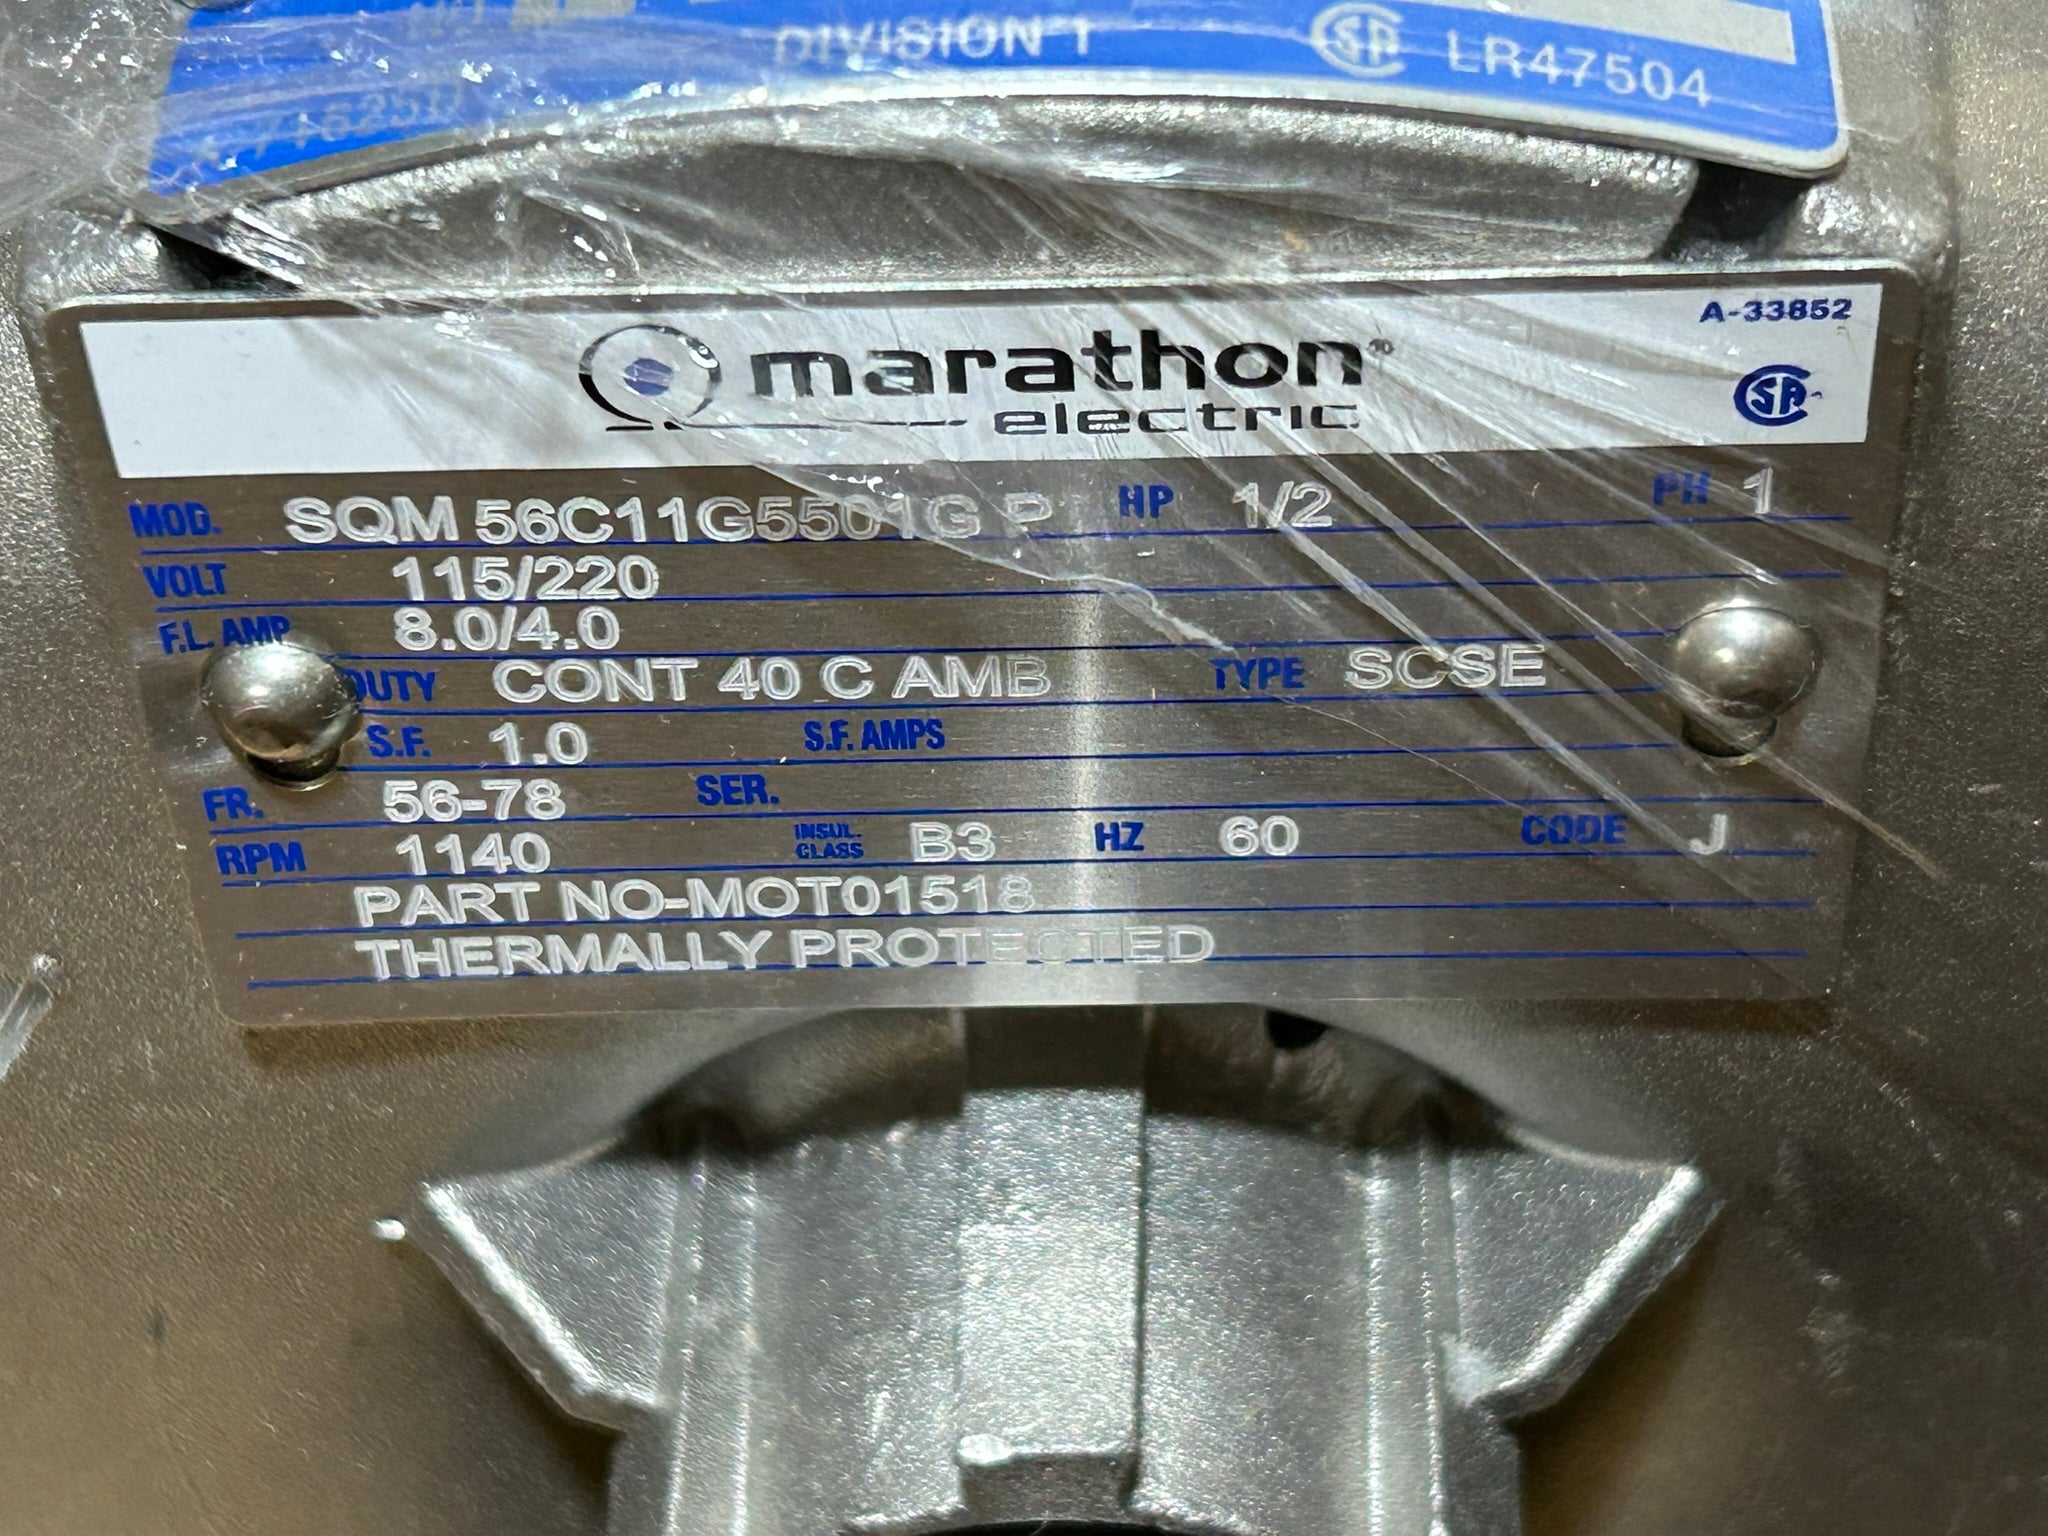 DIVISION 1
CSA LR47504
A-33852
marathon
electric
CSA
MOD. SQM 56C11G5501G P HP 1/2 PH 1
VOLT 115/220
F.L. AMP 8.0/4.0
DUTY CONT 40 C AMB TYPE SCSE
S.F. 1.0 S.F. AMPS
FR. 56-78 SER.
RPM 1140 INSUL. CLASS B3 HZ 60 CODE J
PART NO-MOT01518
THERMALLY PROTECTED